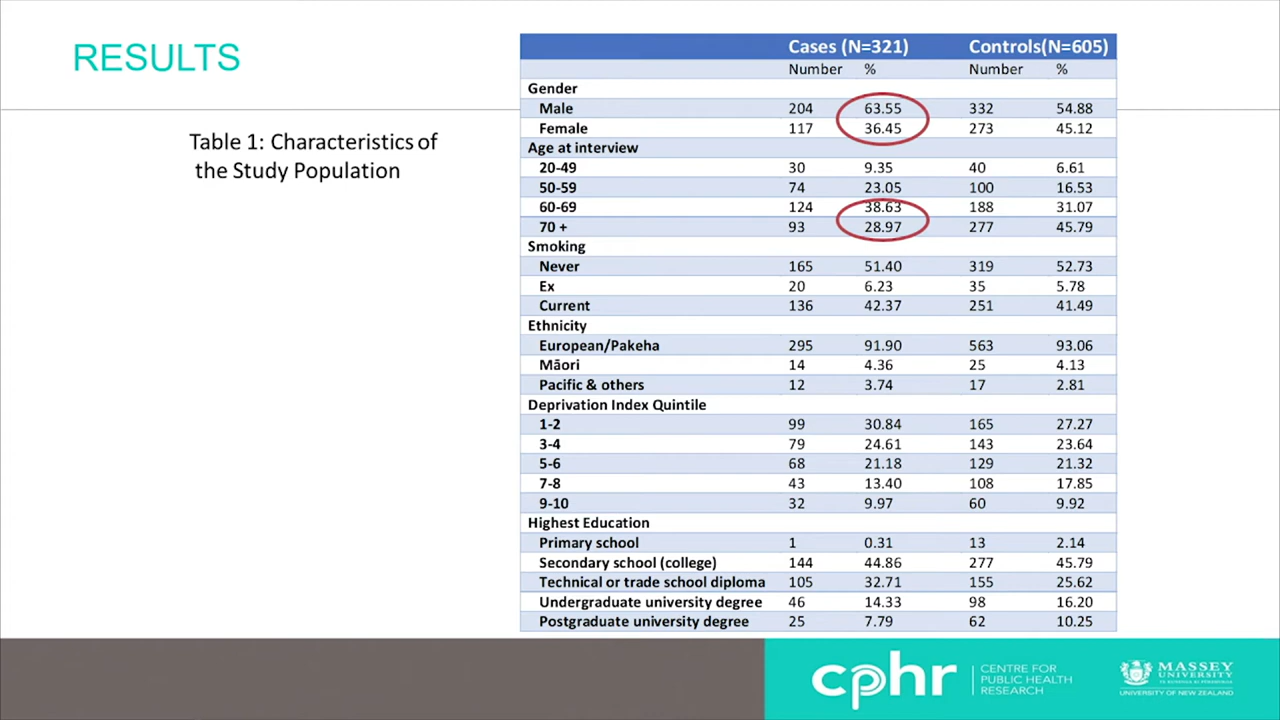 RESULTS
Table 1: Characteristics of
the Study Population
Cases (N=321) Controls(N=605)
Number % Number %
Gender
Male 204 63.55 332 54.88
Female 117 36.45 273 45.12
Age at interview
20-49 30 9.35 40 6.61
50-59 74 23.05 100 16.53
60-69 124 38.63 188 31.07
70 + 93 28.97 277 45.79
Smoking
Never 165 51.40 319 52.73
Ex 20 6.23 35 5.78
Current 136 42.37 251 41.49
Ethnicity
European/Pakeha 295 91.90 563 93.06
Māori 14 4.36 25 4.13
Pacific & others 12 3.74 17 2.81
Deprivation Index Quintile
1-2 99 30.84 165 27.27
3-4 79 24.61 143 23.64
5-6 68 21.18 129 21.32
7-8 43 13.40 108 17.85
9-10 32 9.97 60 9.92
Highest Education
Primary school 1 0.31 13 2.14
Secondary school (college) 144 44.86 277 45.79
Technical or trade school diploma 105 32.71 155 25.62
Undergraduate university degree 46 14.33 98 16.20
Postgraduate university degree 25 7.79 62 10.25
cphr
CENTRE FOR
PUBLIC HEALTH
RESEARCH
MASSEY
UNIVERSITY
UNIVERSITY OF NEW ZEALAND